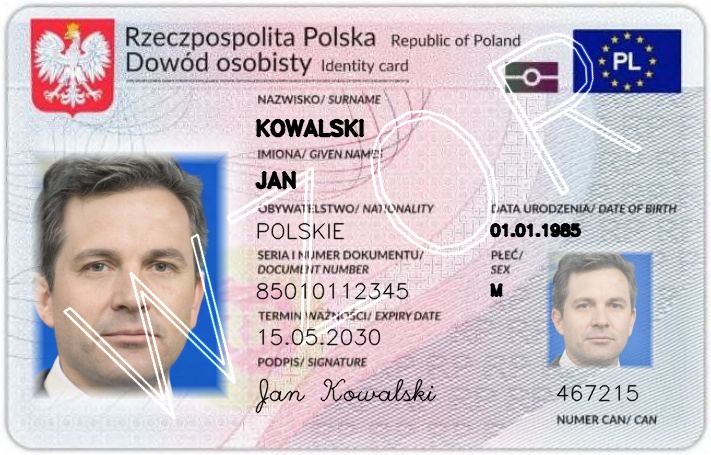 Rzeczpospolita Polska Republic of Poland
Dowód osobisty Identity card
PL
NAZWISKO/ SURNAME
KOWALSKI
IMIONA/ GIVEN NAMES
JAN
OBYWATELSTWO/ NATIONALITY
POLSKIE
DATA URODZENIA/ DATE OF BIRTH
01.01.1985
SERIA I NUMER DOKUMENTU/
DOCUMENT NUMBER
85010112345
PŁEĆ/
SEX
M
TERMIN WAŻNOŚCI/ EXPIRY DATE
15.05.2030
PODPIS/ SIGNATURE
Jan Kowalski
467215
NUMER CAN/ CAN
WZOR